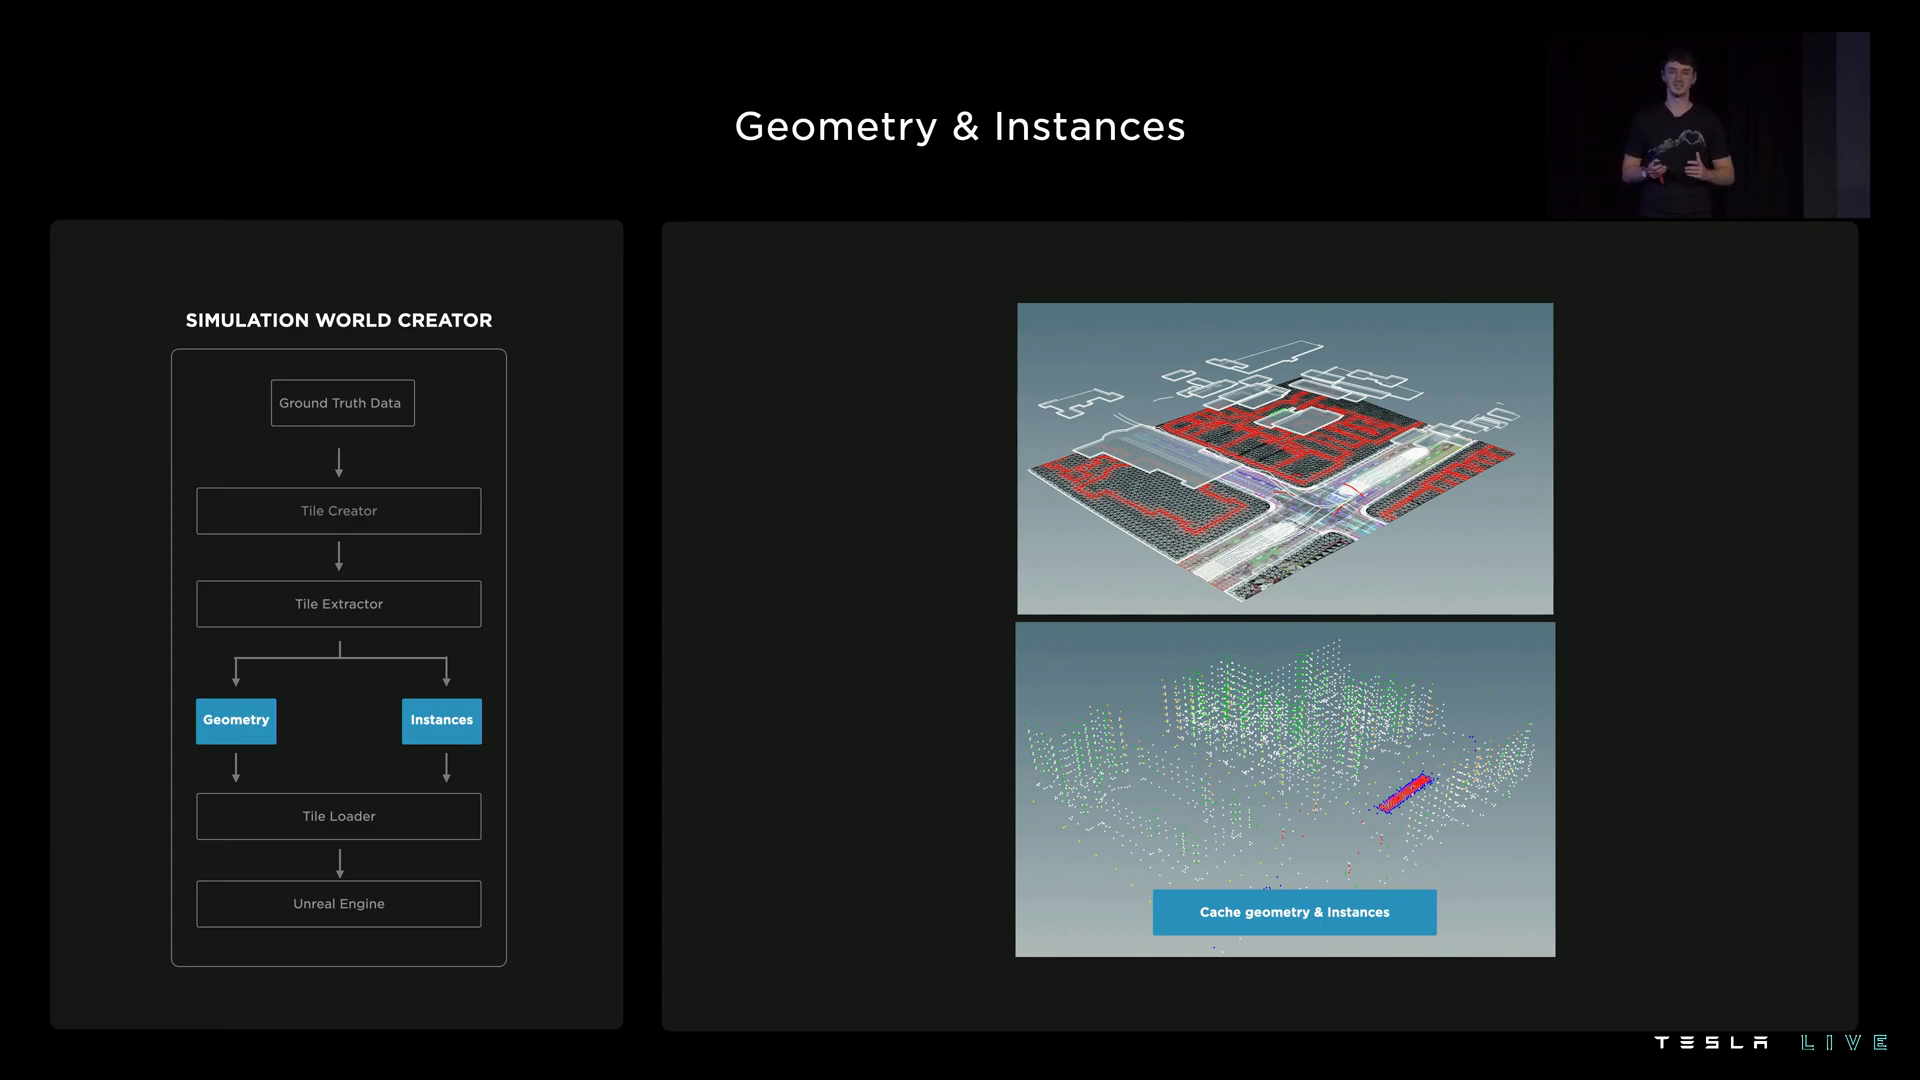 Geometry & Instances
SIMULATION WORLD CREATOR
Ground Truth Data
Tile Creator
Tile Extractor
Geometry
Instances
Tile Loader
Unreal Engine
Cache geometry & Instances
TESLA LIVE